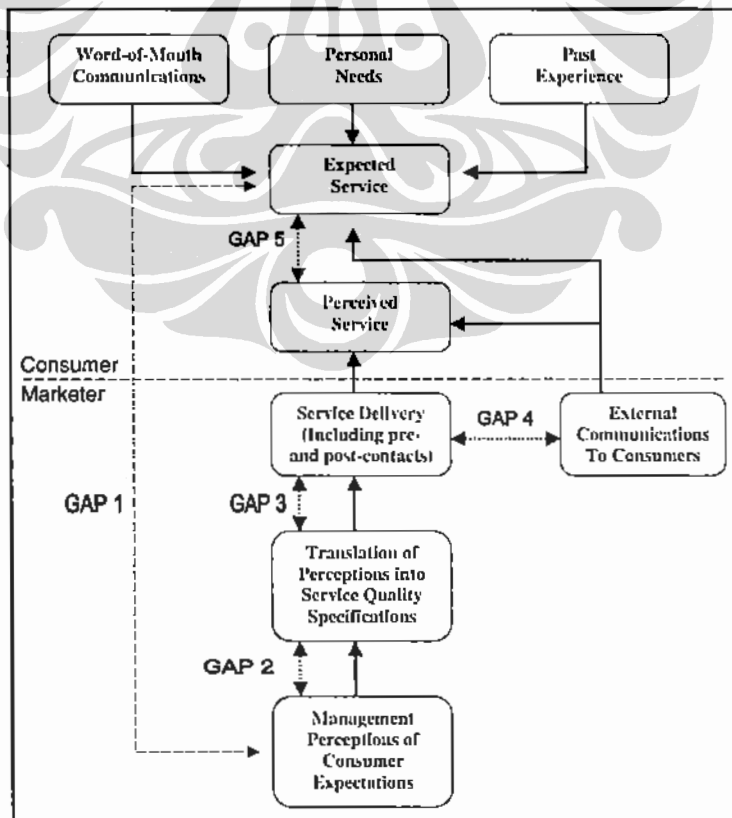 Word-of-Mouth
Communications
Personal
Needs
Past
Experience
Expected
Service
GAP 5
Perceived
Service
Consumer
Marketer
Service Delivery
(Including pre-
and post-contacts)
GAP 4
External
Communications
To Consumers
GAP 1
GAP 3
Translation of
Perceptions into
Service Quality
Specifications
GAP 2
Management
Perceptions of
Consumer
Expectations